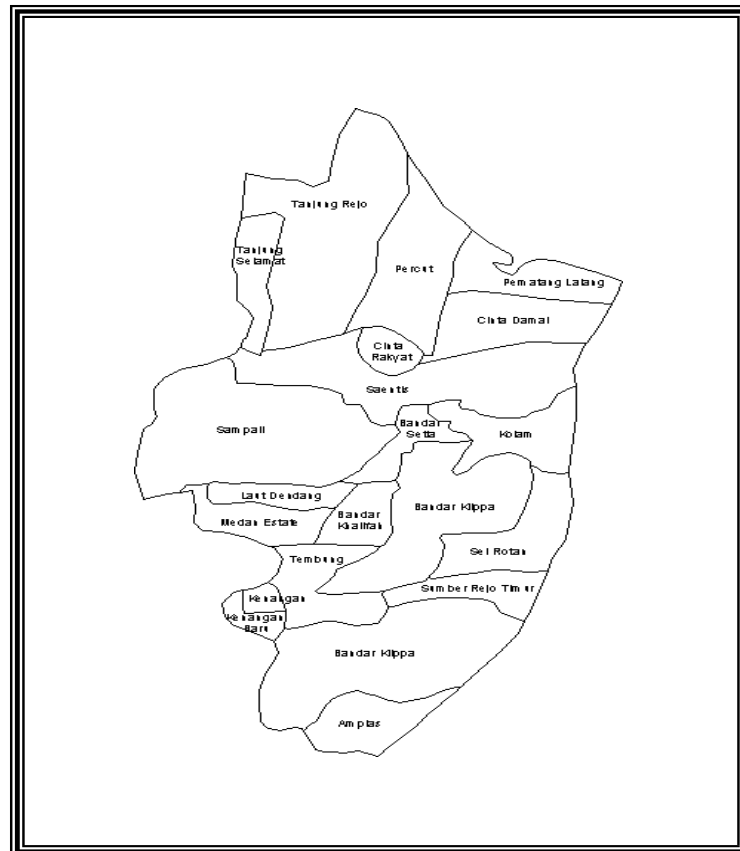 Tanjung Rejo
Tanjung
Selamat
Percut
Pematang Lalang
Cinta Damai
Cinta
Rakyat
Saentis
Sampali
Bandar
Setia
Kolam
Laut Dendang
Bandar Klippa
Medan Estate
Bandar
Khalifah
Tembung
Sei Rotan
Sumber Rejo Timur
Kenangan
Kenangan
Baru
Bandar Klippa
Amplas